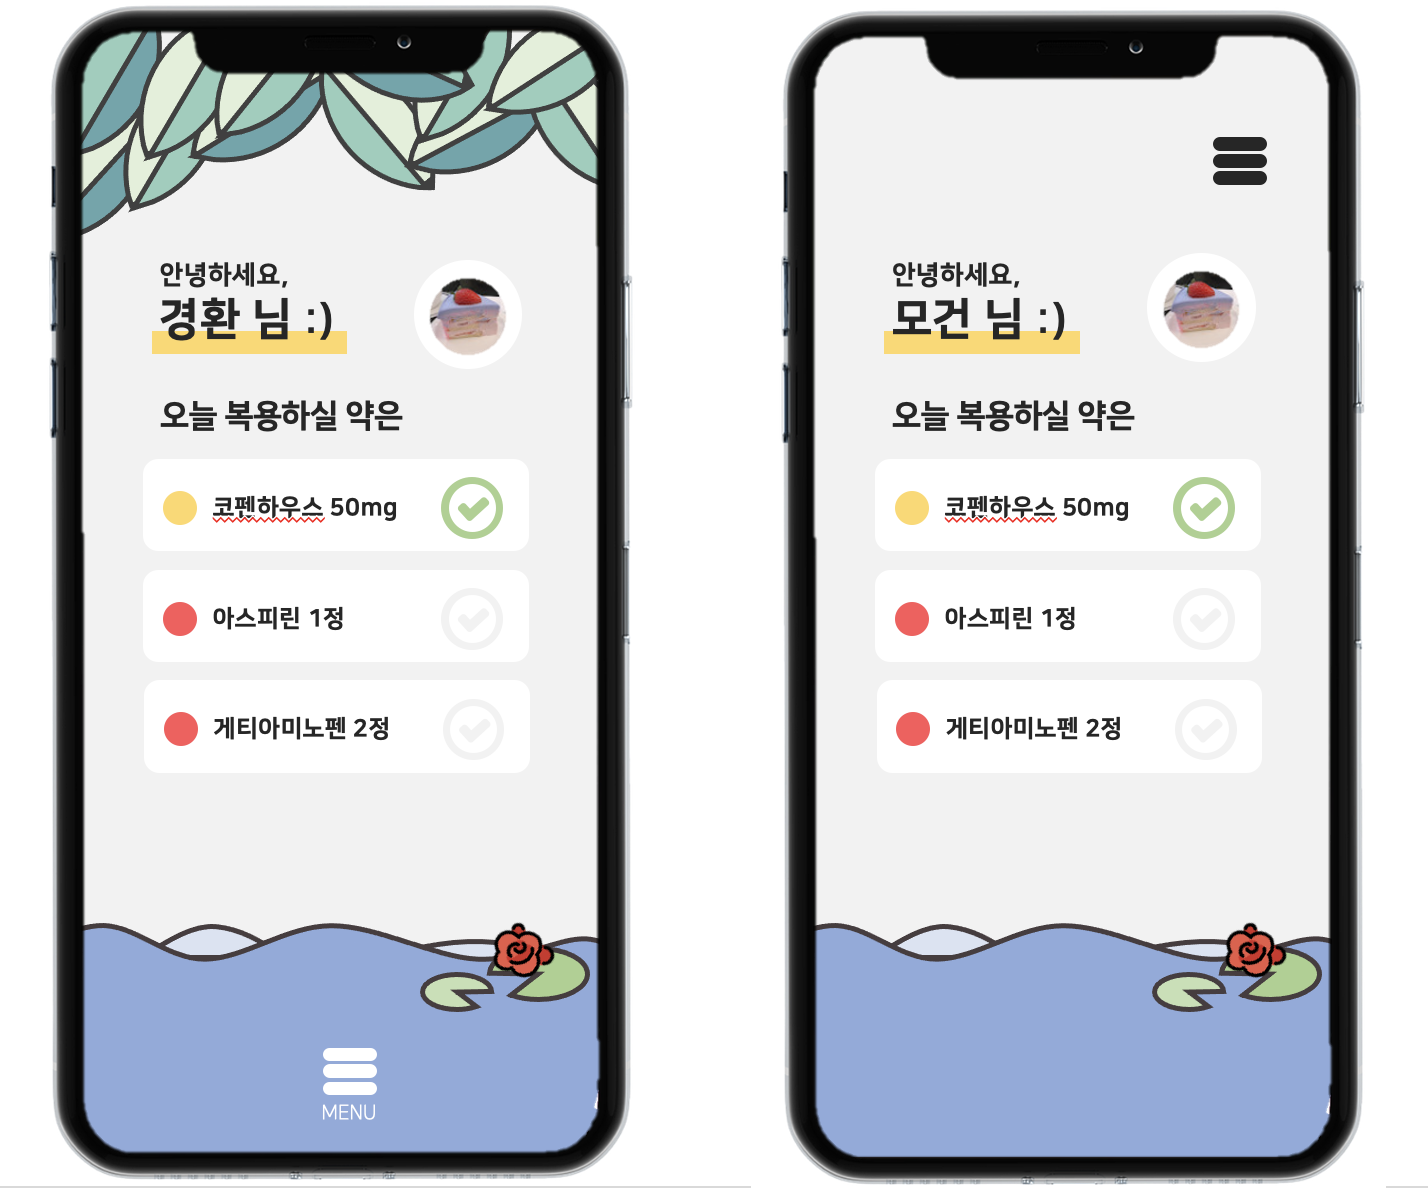 안녕하세요,
경환 님 :)
오늘 복용하실 약은
코펜하우스 50mg
아스피린 1정
게티아미노펜 2정
MENU
안녕하세요,
모건 님 :)
오늘 복용하실 약은
코펜하우스 50mg
아스피린 1정
게티아미노펜 2정